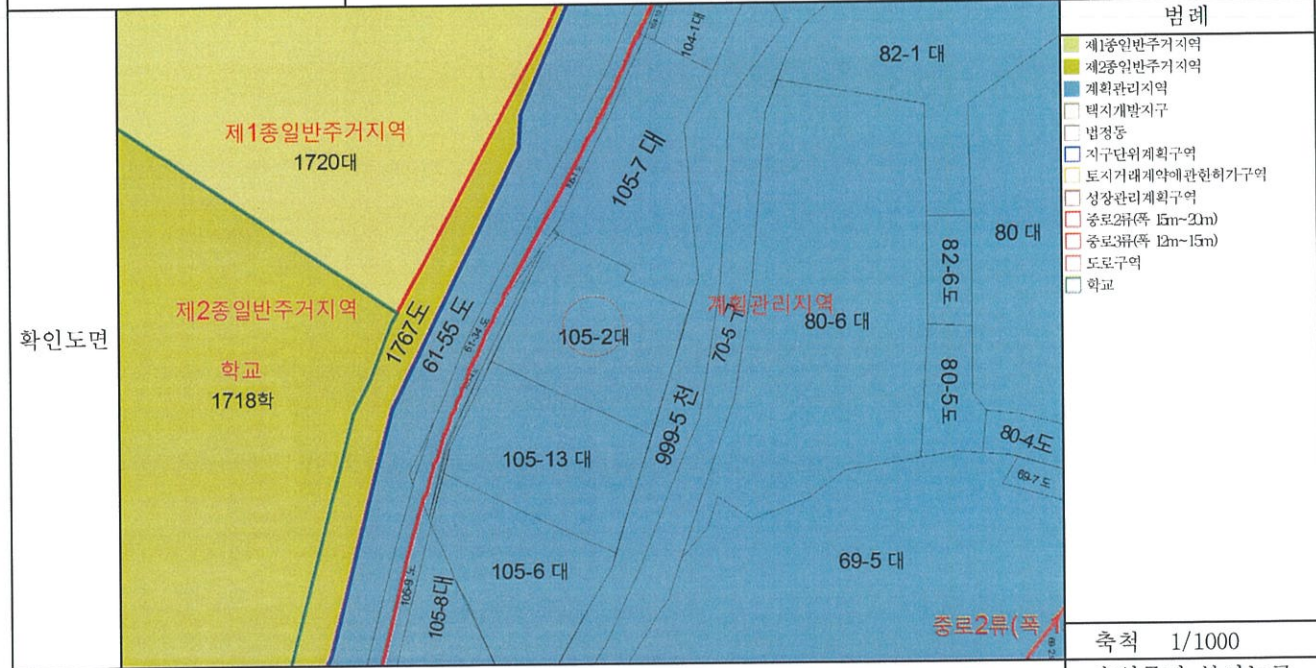 확인도면
제1종일반주거지역
1720대
제2종일반주거지역
학교
1718학
1767도
61-55 도
61-34 도
104-1대
105-7 대
105-2대
105-13 대
105-6 대
105-8대
105-9 도
999-5 천
70-5
계획관리지역
82-1 대
80 대
82-6도
80-6 대
80-5도
80-4도
69-7 도
69-5 대
중로2류(폭 1
범례
제1종일반주거지역
제2종일반주거지역
계획관리지역
택지개발지구
법정동
지구단위계획구역
토지거래계약에관한허가구역
성장관리계획구역
중로2류(폭 15m~20m)
중로3류(폭 12m~15m)
도로구역
학교
축척 1/1000